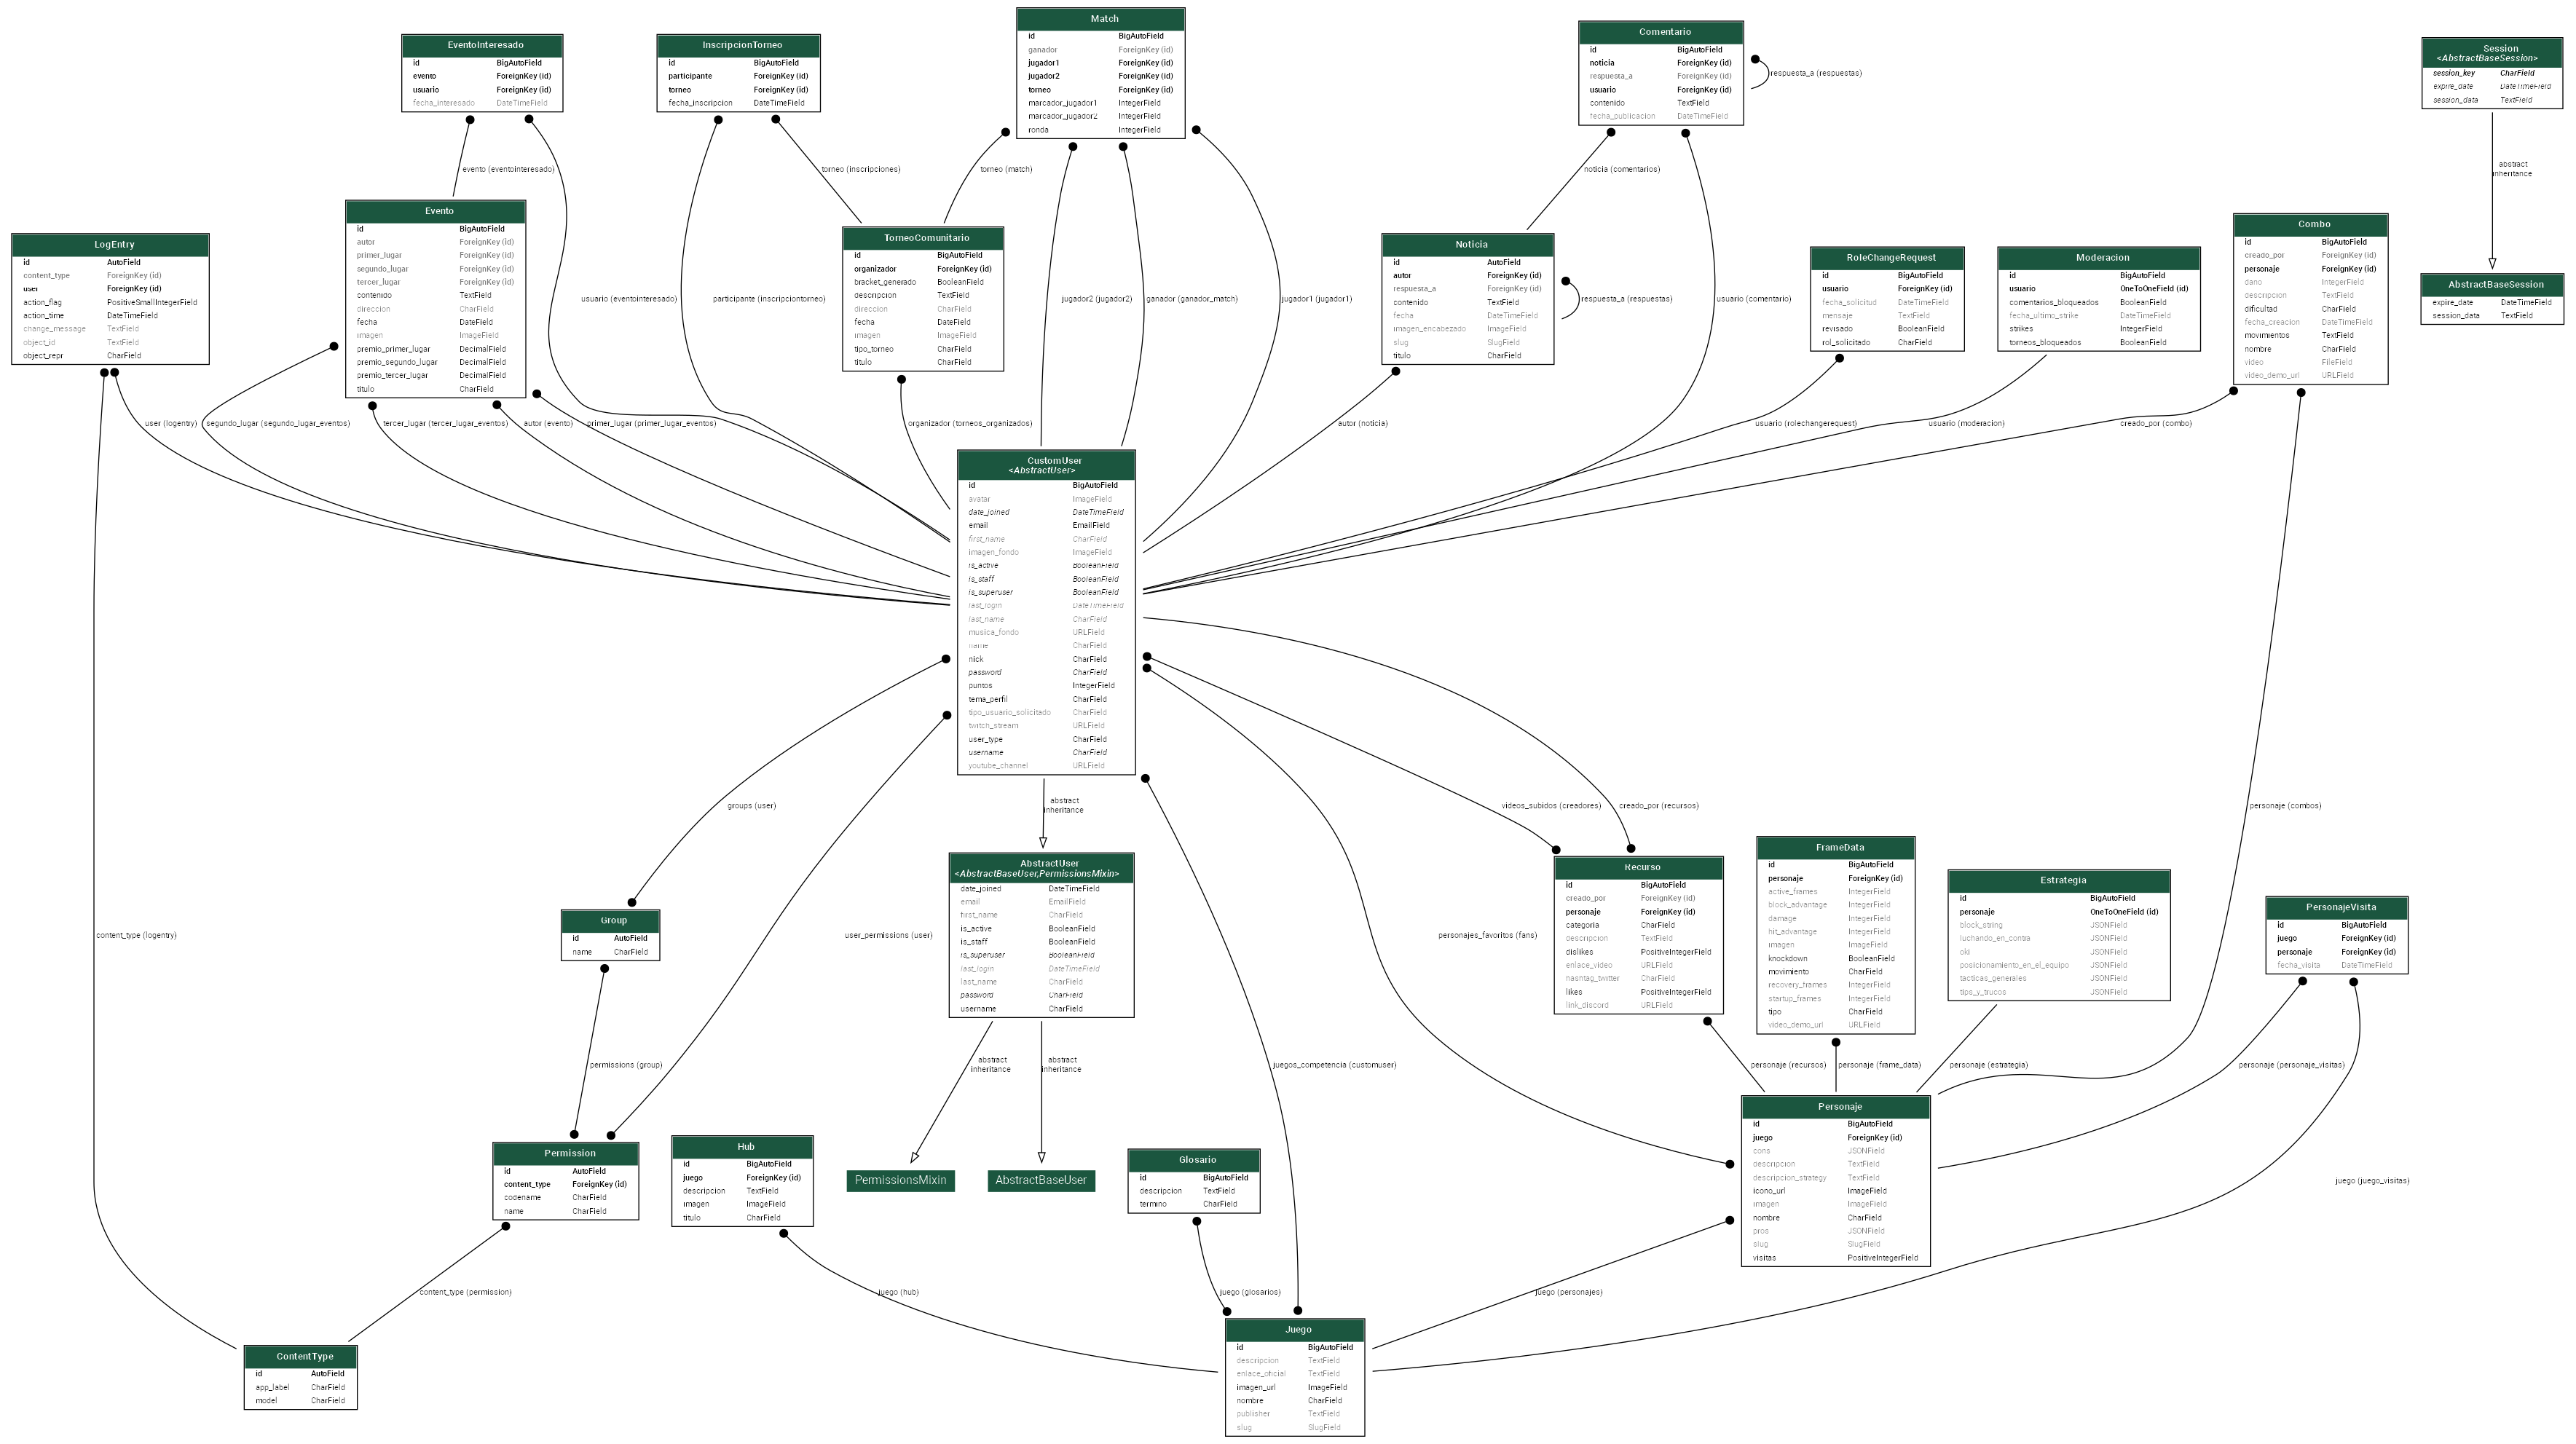 Match
id BigAutoField
ganador ForeignKey (id)
jugador1 ForeignKey (id)
jugador2 ForeignKey (id)
torneo ForeignKey (id)
marcador_jugador1 IntegerField
marcador_jugador2 IntegerField
ronda IntegerField
Comentario
id BigAutoField
noticia ForeignKey (id)
respuesta_a ForeignKey (id)
usuario ForeignKey (id)
contenido TextField
fecha_publicacion DateTimeField
respuesta_a (respuestas)
EventoInteresado
id BigAutoField
evento ForeignKey (id)
usuario ForeignKey (id)
fecha_interesado DateTimeField
InscripcionTorneo
id BigAutoField
participante ForeignKey (id)
torneo ForeignKey (id)
fecha_inscripcion DateTimeField
Session
<AbstractBaseSession>
session_key CharField
expire_date DateTimeField
session_data TextField
evento (eventointeresado)
torneo (inscripciones)
torneo (match)
noticia (comentarios)
abstract
inheritance
Evento
id BigAutoField
autor ForeignKey (id)
primer_lugar ForeignKey (id)
segundo_lugar ForeignKey (id)
tercer_lugar ForeignKey (id)
contenido TextField
direccion CharField
fecha DateField
imagen ImageField
premio_primer_lugar DecimalField
premio_segundo_lugar DecimalField
premio_tercer_lugar DecimalField
titulo CharField
LogEntry
id AutoField
content_type ForeignKey (id)
user ForeignKey (id)
action_flag PositiveSmallIntegerField
action_time DateTimeField
change_message TextField
object_id TextField
object_repr CharField
TorneoComunitario
id BigAutoField
organizador ForeignKey (id)
bracket_generado BooleanField
descripcion TextField
direccion CharField
fecha DateField
imagen ImageField
tipo_torneo CharField
titulo CharField
Noticia
id AutoField
autor ForeignKey (id)
respuesta_a ForeignKey (id)
contenido TextField
fecha DateTimeField
imagen_encabezado ImageField
slug SlugField
titulo CharField
respuesta_a (respuestas)
RoleChangeRequest
id BigAutoField
usuario ForeignKey (id)
fecha_solicitud DateTimeField
mensaje TextField
revisado BooleanField
rol_solicitado CharField
Moderacion
id BigAutoField
usuario OneToOneField (id)
comentarios_bloqueados BooleanField
fecha_ultimo_strike DateTimeField
strikes IntegerField
torneos_bloqueados BooleanField
Combo
id BigAutoField
creado_por ForeignKey (id)
personaje ForeignKey (id)
dano IntegerField
descripcion TextField
dificultad CharField
fecha_creacion DateTimeField
movimientos TextField
nombre CharField
video FileField
video_demo_url URLField
AbstractBaseSession
expire_date DateTimeField
session_data TextField
usuario (eventointeresado)
participante (inscripciontorneo)
jugador2 (jugador2)
ganador (ganador_match)
jugador1 (jugador1)
usuario (comentario)
user (logentry)
segundo_lugar (segundo_lugar_eventos)
tercer_lugar (tercer_lugar_eventos)
autor (evento)
primer_lugar (primer_lugar_eventos)
organizador (torneos_organizados)
autor (noticia)
usuario (rolechangerequest)
usuario (moderacion)
creado_por (combo)
CustomUser
<AbstractUser>
id BigAutoField
avatar ImageField
date_joined DateTimeField
email EmailField
first_name CharField
imagen_fondo ImageField
is_active BooleanField
is_staff BooleanField
is_superuser BooleanField
last_login DateTimeField
last_name CharField
musica_fondo URLField
name CharField
nick CharField
password CharField
puntos IntegerField
tema_perfil CharField
tipo_usuario_solicitado CharField
twitch_stream URLField
user_type CharField
username CharField
youtube_channel URLField
groups (user)
abstract
inheritance
videos_subidos (creadores)
creado_por (recursos)
personaje (combos)
AbstractUser
<AbstractBaseUser,PermissionsMixin>
date_joined DateTimeField
email EmailField
first_name CharField
is_active BooleanField
is_staff BooleanField
is_superuser BooleanField
last_login DateTimeField
last_name CharField
password CharField
username CharField
Recurso
id BigAutoField
creado_por ForeignKey (id)
personaje ForeignKey (id)
categoria CharField
descripcion TextField
dislikes PositiveIntegerField
enlace_video URLField
hashtag_twitter CharField
likes PositiveIntegerField
link_discord URLField
FrameData
id BigAutoField
personaje ForeignKey (id)
active_frames IntegerField
block_advantage IntegerField
damage IntegerField
hit_advantage IntegerField
imagen ImageField
knockdown BooleanField
movimiento CharField
recovery_frames IntegerField
startup_frames IntegerField
tipo CharField
video_demo_url URLField
Estrategia
id BigAutoField
personaje OneToOneField (id)
block_string JSONField
luchando_en_contra JSONField
oki JSONField
posicionamiento_en_el_equipo JSONField
tacticas_generales JSONField
tips_y_trucos JSONField
PersonajeVisita
id BigAutoField
juego ForeignKey (id)
personaje ForeignKey (id)
fecha_visita DateTimeField
Group
id AutoField
name CharField
content_type (logentry)
user_permissions (user)
personajes_favoritos (fans)
permissions (group)
abstract
inheritance
abstract
inheritance
juegos_competencia (customuser)
personaje (recursos)
personaje (frame_data)
personaje (estrategia)
personaje (personaje_visitas)
Personaje
id BigAutoField
juego ForeignKey (id)
cons JSONField
descripcion TextField
descripcion_strategy TextField
icono_url ImageField
imagen ImageField
nombre CharField
pros JSONField
slug SlugField
visitas PositiveIntegerField
Permission
id AutoField
content_type ForeignKey (id)
codename CharField
name CharField
Hub
id BigAutoField
juego ForeignKey (id)
descripcion TextField
imagen ImageField
titulo CharField
PermissionsMixin
AbstractBaseUser
Glosario
id BigAutoField
descripcion TextField
termino CharField
juego (juego_visitas)
content_type (permission)
juego (hub)
juego (glosarios)
juego (personajes)
ContentType
id AutoField
app_label CharField
model CharField
Juego
id BigAutoField
descripcion TextField
enlace_oficial TextField
imagen_url ImageField
nombre CharField
publisher TextField
slug SlugField